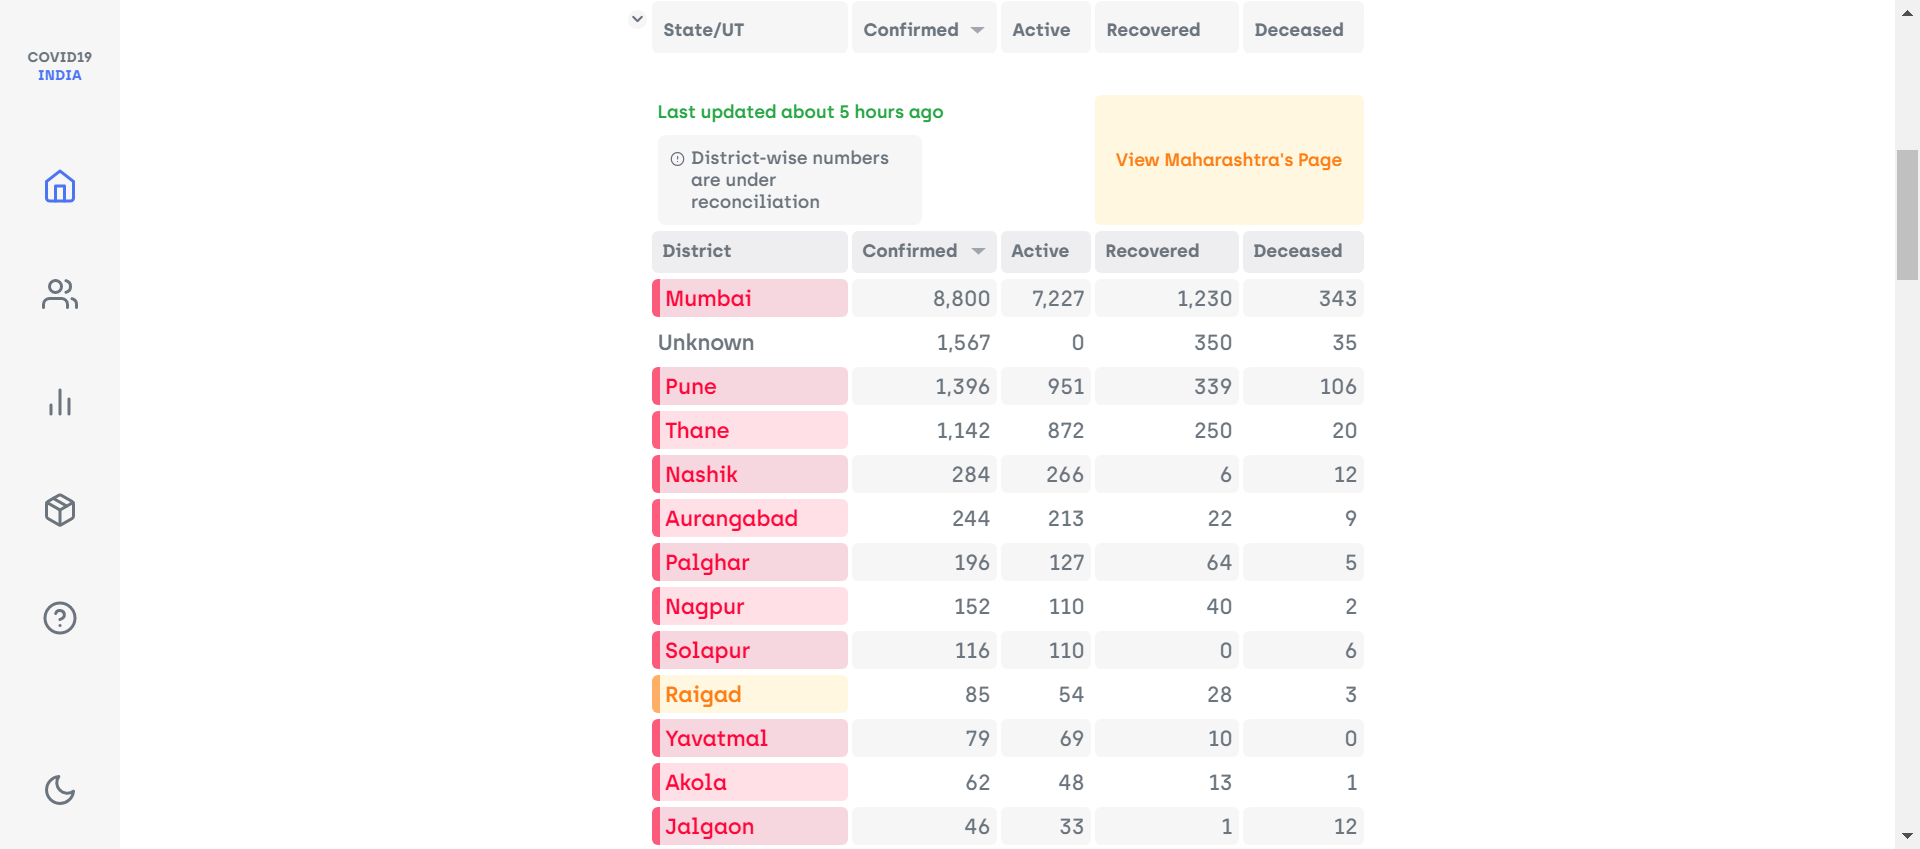 COVID19
INDIA
State/UT Confirmed Active Recovered Deceased
Last updated about 5 hours ago
District-wise numbers
are under
reconciliation
View Maharashtra's Page
District Confirmed Active Recovered Deceased
Mumbai 8,800 7,227 1,230 343
Unknown 1,567 0 350 35
Pune 1,396 951 339 106
Thane 1,142 872 250 20
Nashik 284 266 6 12
Aurangabad 244 213 22 9
Palghar 196 127 64 5
Nagpur 152 110 40 2
Solapur 116 110 0 6
Raigad 85 54 28 3
Yavatmal 79 69 10 0
Akola 62 48 13 1
Jalgaon 46 33 1 12